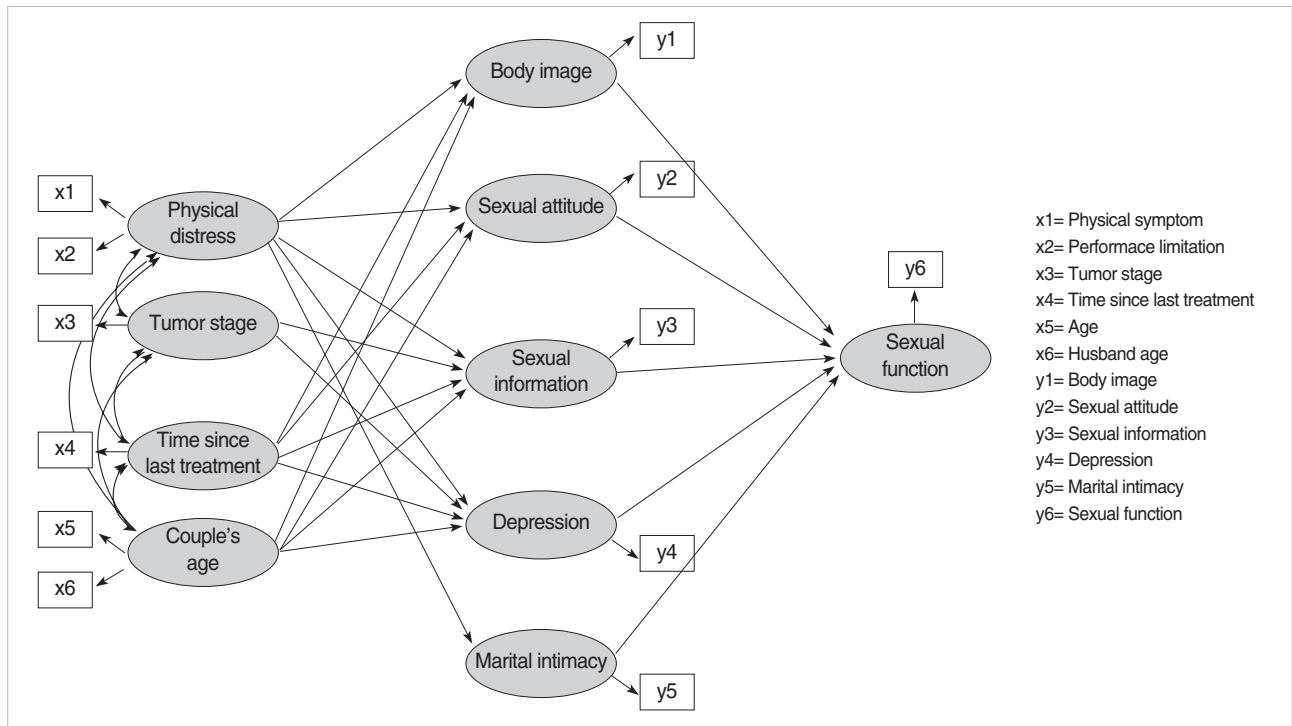 y1
Body image
y2
Sexual attitude
x1
Physical
distress
x2
x3
Tumor stage
y3
Sexual
information
x4
Time since
last treatment
x5
Couple's
age
x6
Depression
y4
Marital intimacy
y5
y6
Sexual
function
x1= Physical symptom
x2= Performace limitation
x3= Tumor stage
x4= Time since last treatment
x5= Age
x6= Husband age
y1= Body image
y2= Sexual attitude
y3= Sexual information
y4= Depression
y5= Marital intimacy
y6= Sexual function